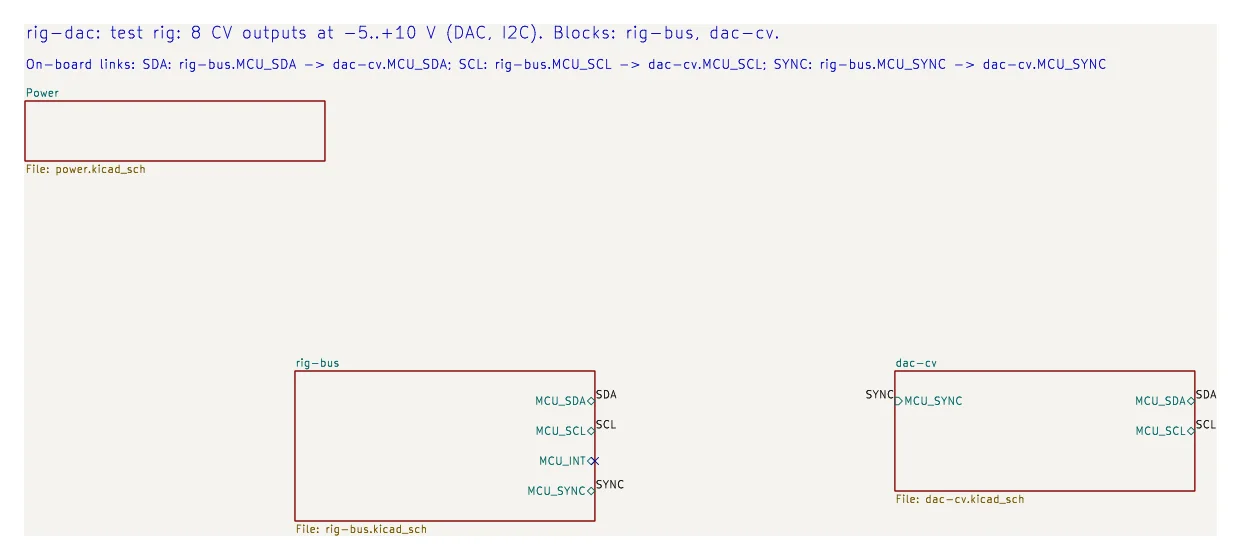 rig-dac: test rig: 8 CV outputs at -5..+10 V (DAC, I2C). Blocks: rig-bus, dac-cv.
On-board links: SDA: rig-bus.MCU_SDA -> dac-cv.MCU_SDA; SCL: rig-bus.MCU_SCL -> dac-cv.MCU_SCL; SYNC: rig-bus.MCU_SYNC -> dac-cv.MCU_SYNC
Power
File: power.kicad_sch
rig-bus
MCU_SDA SDA
MCU_SCL SCL
MCU_INT
MCU_SYNC SYNC
File: rig-bus.kicad_sch
dac-cv
SYNC MCU_SYNC MCU_SDA SDA
MCU_SCL SCL
File: dac-cv.kicad_sch